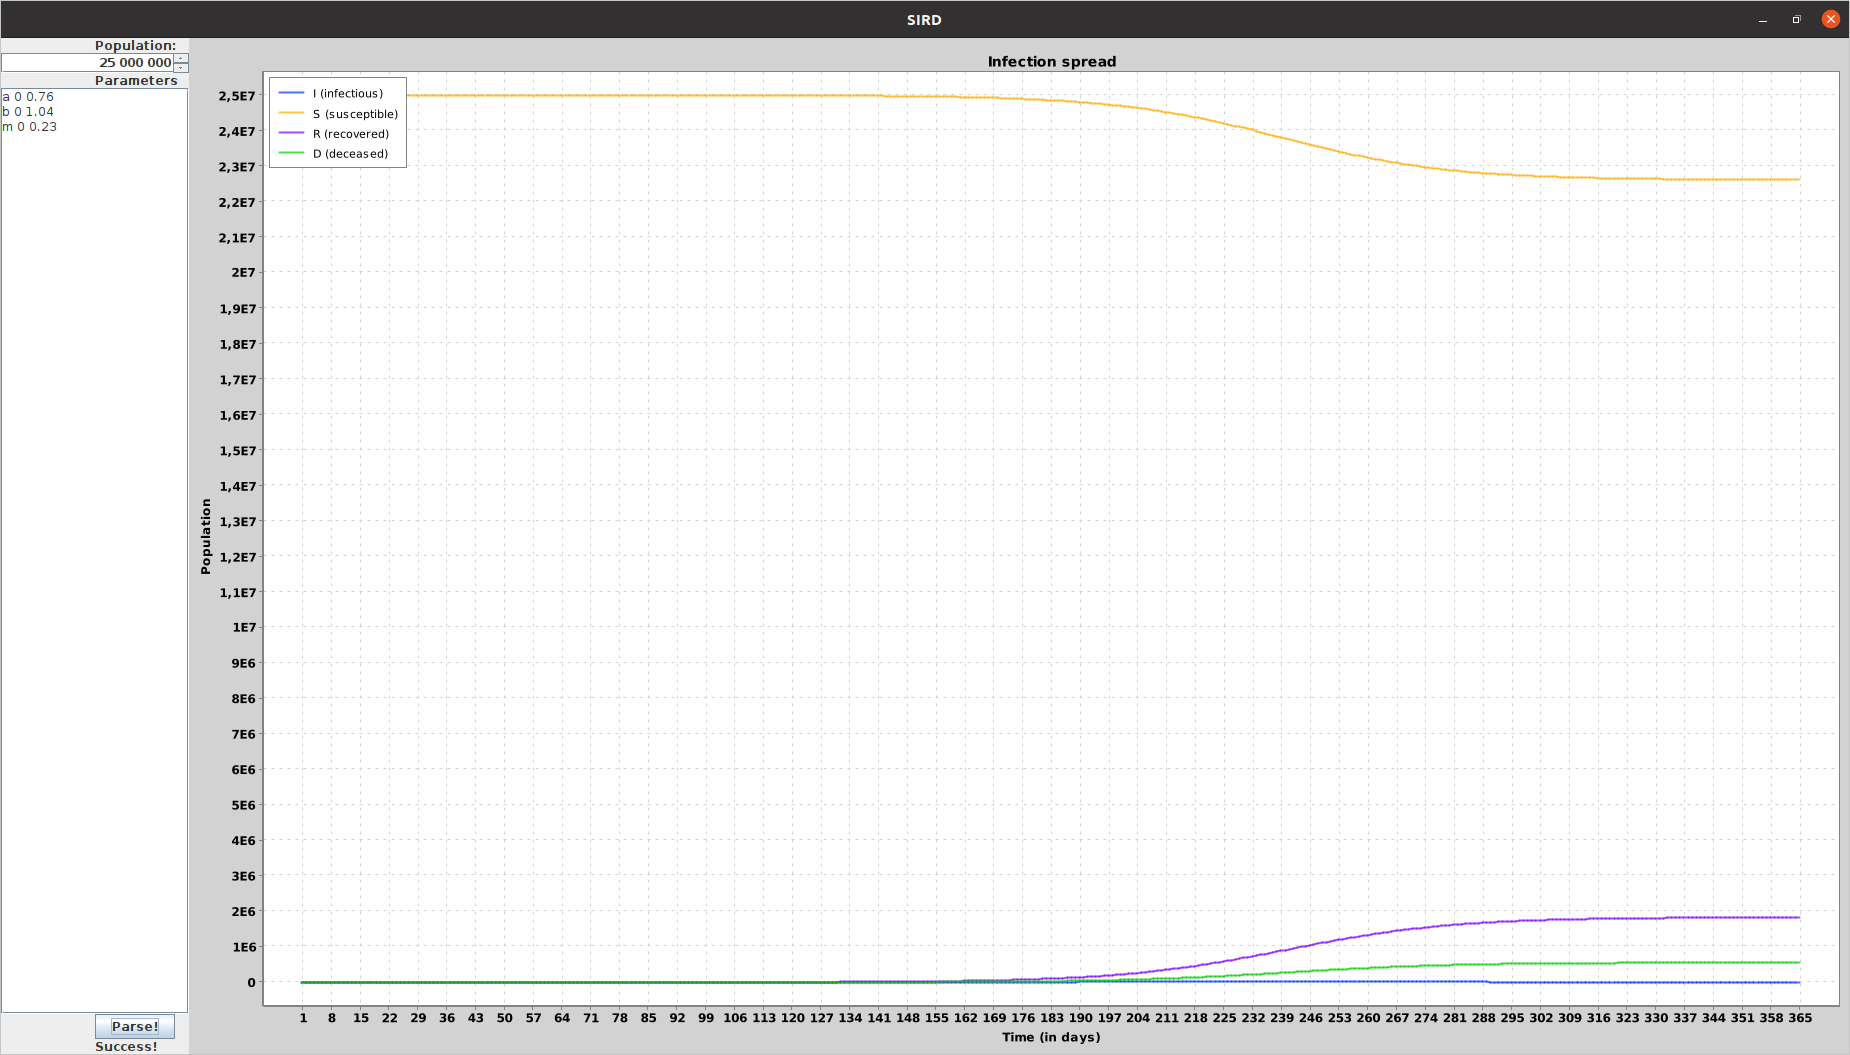 SIRD
Population:
25 000 000
Parameters
a 0 0.76
b 0 1.04
m 0 0.23
Parse!
Success!
Infection spread
I (infectious)
S (susceptible)
R (recovered)
D (deceased)
Population
2,5E7
2,4E7
2,3E7
2,2E7
2,1E7
2E7
1,9E7
1,8E7
1,7E7
1,6E7
1,5E7
1,4E7
1,3E7
1,2E7
1,1E7
1E7
9E6
8E6
7E6
6E6
5E6
4E6
3E6
2E6
1E6
0
1 8 15 22 29 36 43 50 57 64 71 78 85 92 99 106 113 120 127 134 141 148 155 162 169 176 183 190 197 204 211 218 225 232 239 246 253 260 267 274 281 288 295 302 309 316 323 330 337 344 351 358 365
Time (in days)